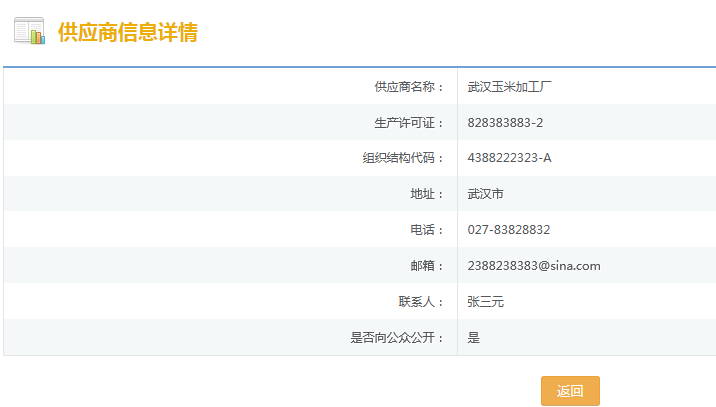 供应商信息详情
供应商名称： 武汉玉米加工厂
生产许可证： 828383883-2
组织结构代码： 4388222323-A
地址： 武汉市
电话： 027-83828832
邮箱： 2388238383@sina.com
联系人： 张三元
是否向公众公开： 是
返回